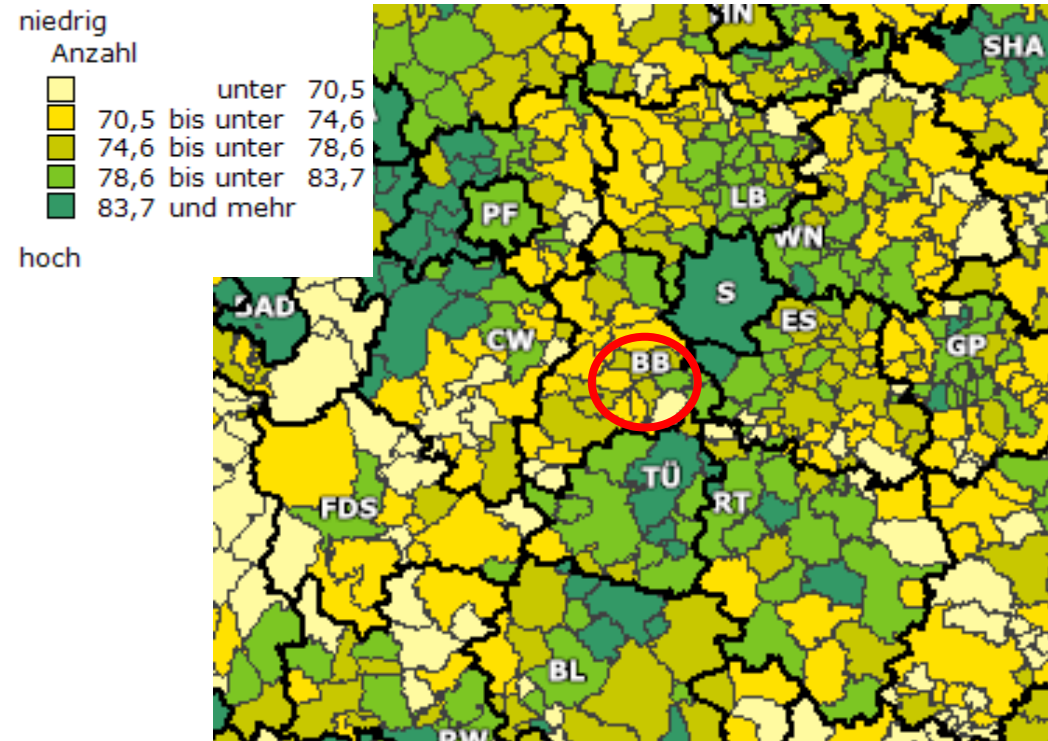 niedrig
Anzahl
unter 70,5
70,5 bis unter 74,6
74,6 bis unter 78,6
78,6 bis unter 83,7
83,7 und mehr
hoch
SHA
PF
LB
WN
S
CW
ES
BB
GP
TÜ
RT
FDS
BL